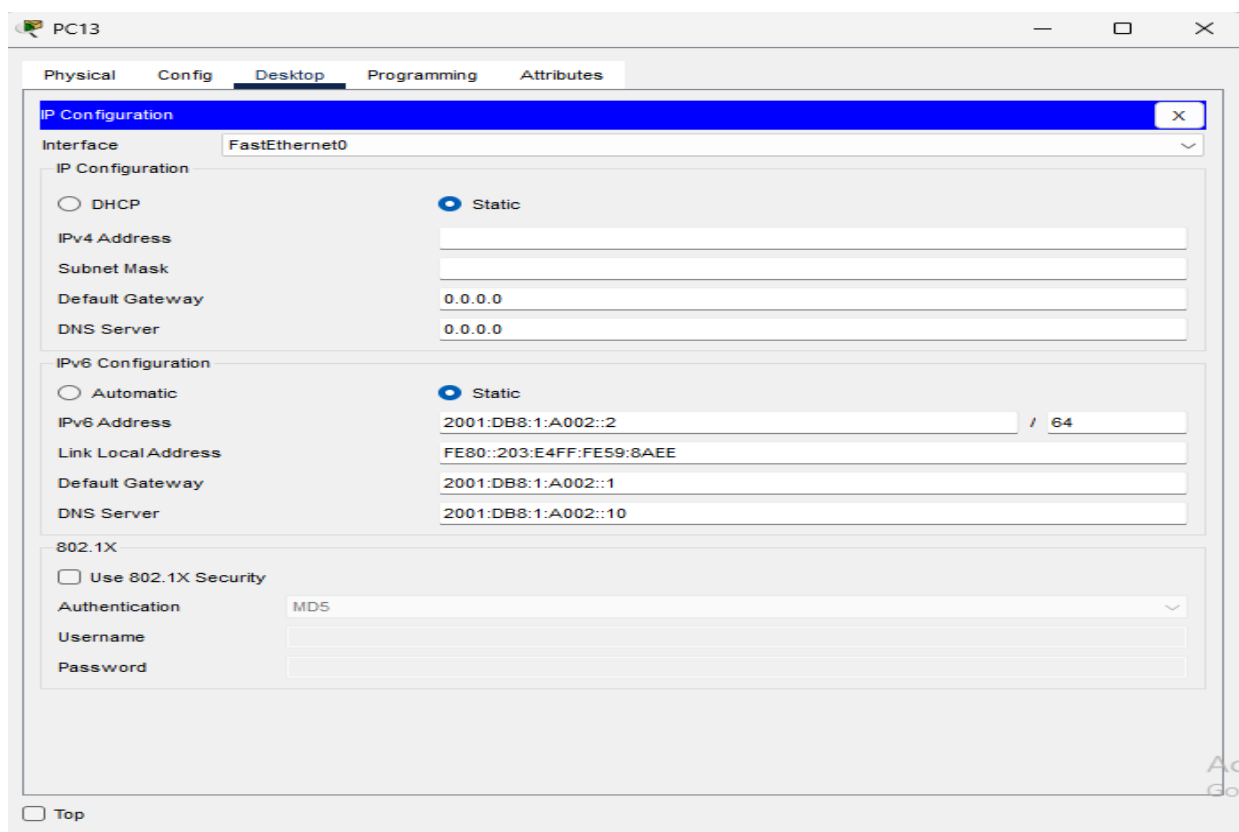 PC13
Physical Config Desktop Programming Attributes
IP Configuration X
Interface FastEthernet0
IP Configuration
DHCP Static
IPv4 Address
Subnet Mask
Default Gateway 0.0.0.0
DNS Server 0.0.0.0
IPv6 Configuration
Automatic Static
IPv6 Address 2001:DB8:1:A002::2 / 64
Link Local Address FE80::203:E4FF:FE59:8AEE
Default Gateway 2001:DB8:1:A002::1
DNS Server 2001:DB8:1:A002::10
802.1X
Use 802.1X Security
Authentication MD5
Username
Password
Ac
Go
Top